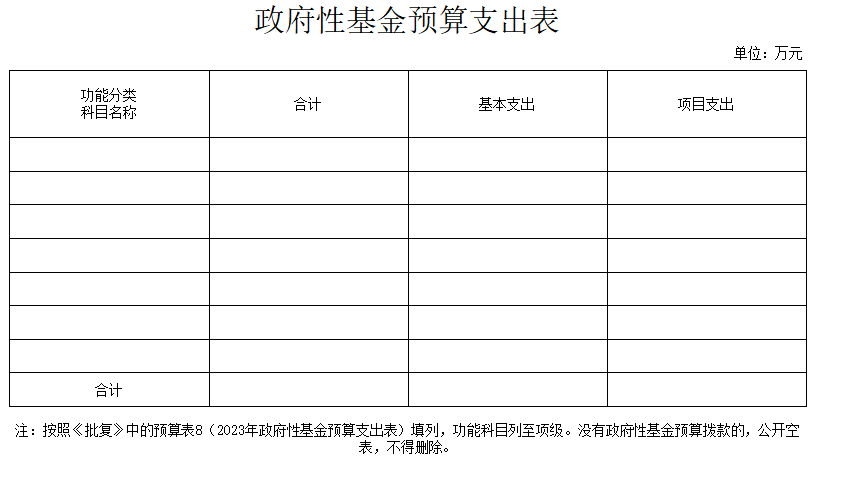 政府性基金预算支出表
单位：万元
功能分类
科目名称
合计
基本支出
项目支出
合计
注：按照《批复》中的预算表8（2023年政府性基金预算支出表）填列，功能科目列至项级。没有政府性基金预算拨款的，公开空
表，不得删除。